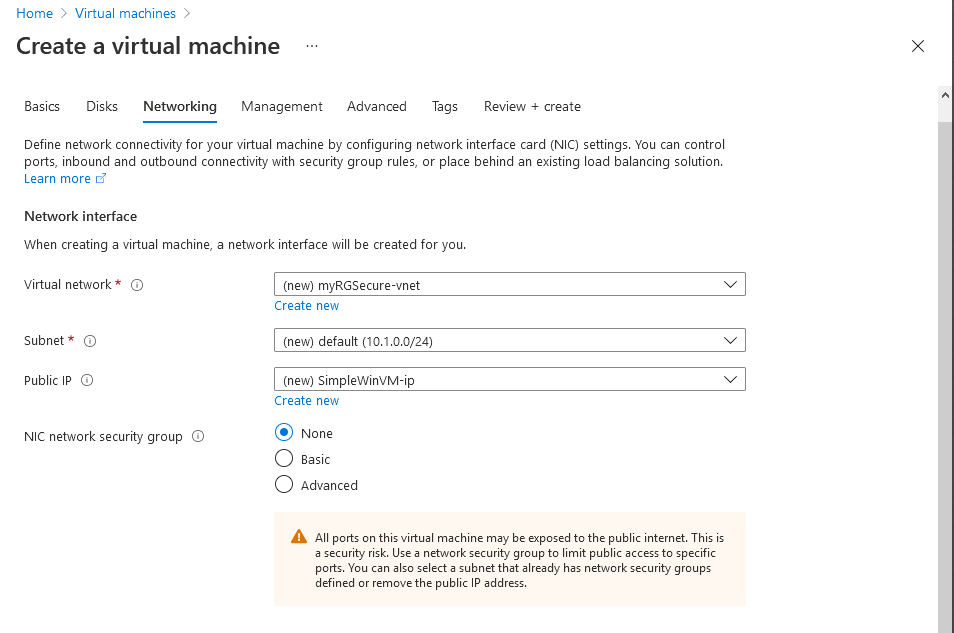 Home > Virtual machines >
Create a virtual machine ...
Basics Disks Networking Management Advanced Tags Review + create
Define network connectivity for your virtual machine by configuring network interface card (NIC) settings. You can control
ports, inbound and outbound connectivity with security group rules, or place behind an existing load balancing solution.
Learn more
Network interface
When creating a virtual machine, a network interface will be created for you.
Virtual network * (new) myRGSecure-vnet
Create new
Subnet * (new) default (10.1.0.0/24)
Public IP (new) SimpleWinVM-ip
Create new
NIC network security group None
Basic
Advanced
All ports on this virtual machine may be exposed to the public internet. This is
a security risk. Use a network security group to limit public access to specific
ports. You can also select a subnet that already has network security groups
defined or remove the public IP address.